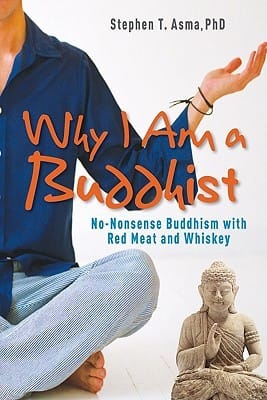 Stephen T. Asma, PhD
Why I Am a
Buddhist
No-Nonsense Buddhism with
Red Meat and Whiskey